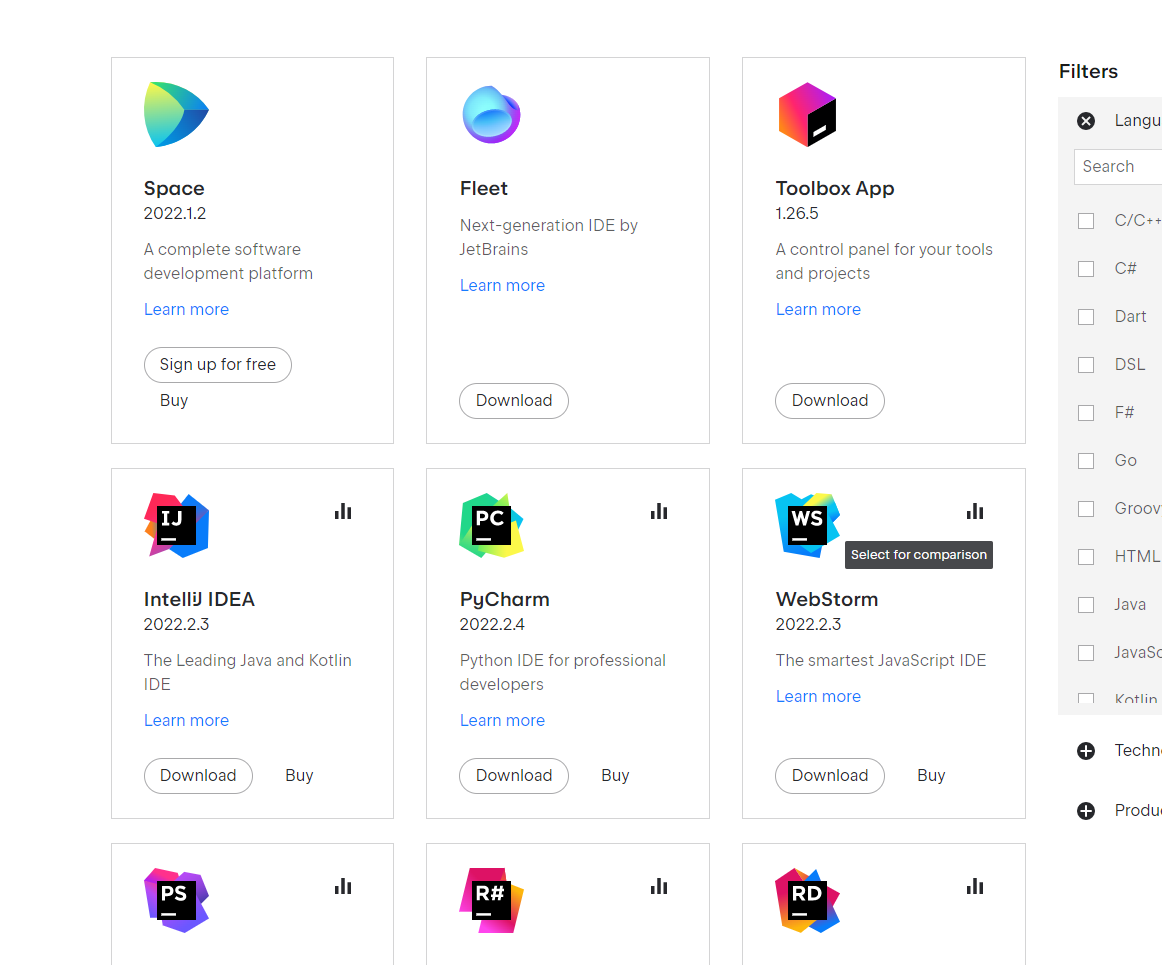 Filters
Space
2022.1.2
A complete software
development platform
Learn more
Sign up for free
Buy
Fleet
Next-generation IDE by
JetBrains
Learn more
Download
Toolbox App
1.26.5
A control panel for your tools
and projects
Learn more
Download
IJ
IntelliJ IDEA
2022.2.3
The Leading Java and Kotlin
IDE
Learn more
Download
Buy
PC
PyCharm
2022.2.4
Python IDE for professional
developers
Learn more
Download
Buy
WS
Select for comparison
WebStorm
2022.2.3
The smartest JavaScript IDE
Learn more
Download
Buy
PS
R#
RD
Langu
Search
C/C++
C#
Dart
DSL
F#
Go
Groov
HTML
Java
JavaSc
Kotlin
Techn
Produc